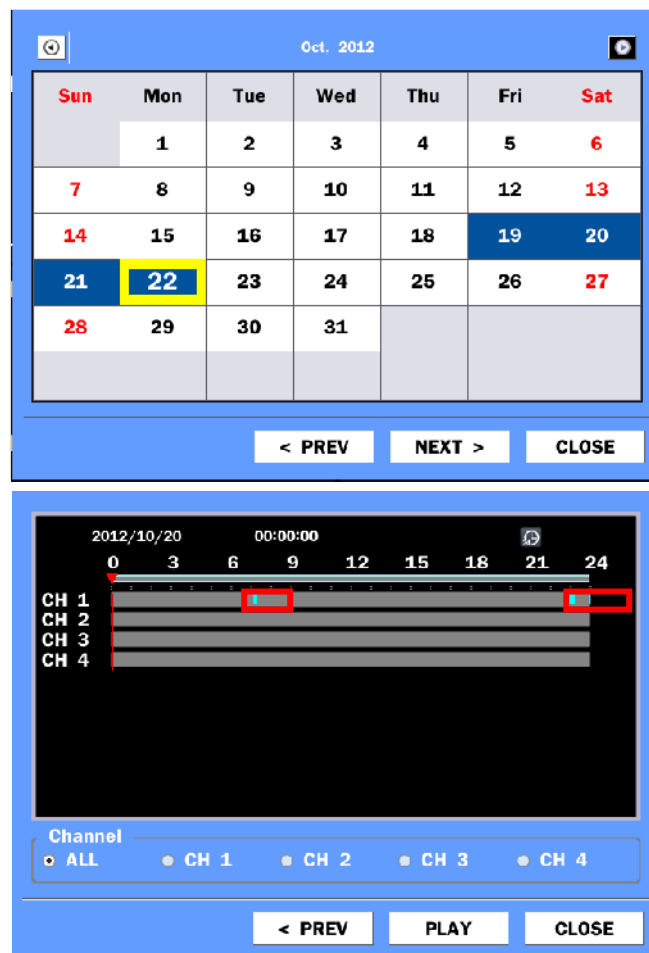 Oct. 2012
Sun Mon Tue Wed Thu Fri Sat
1 2 3 4 5 6
7 8 9 10 11 12 13
14 15 16 17 18 19 20
21 22 23 24 25 26 27
28 29 30 31
< PREV NEXT > CLOSE
2012/10/20 00:00:00
0 3 6 9 12 15 18 21 24
CH 1
CH 2
CH 3
CH 4
Channel
ALL CH 1 CH 2 CH 3 CH 4
< PREV PLAY CLOSE